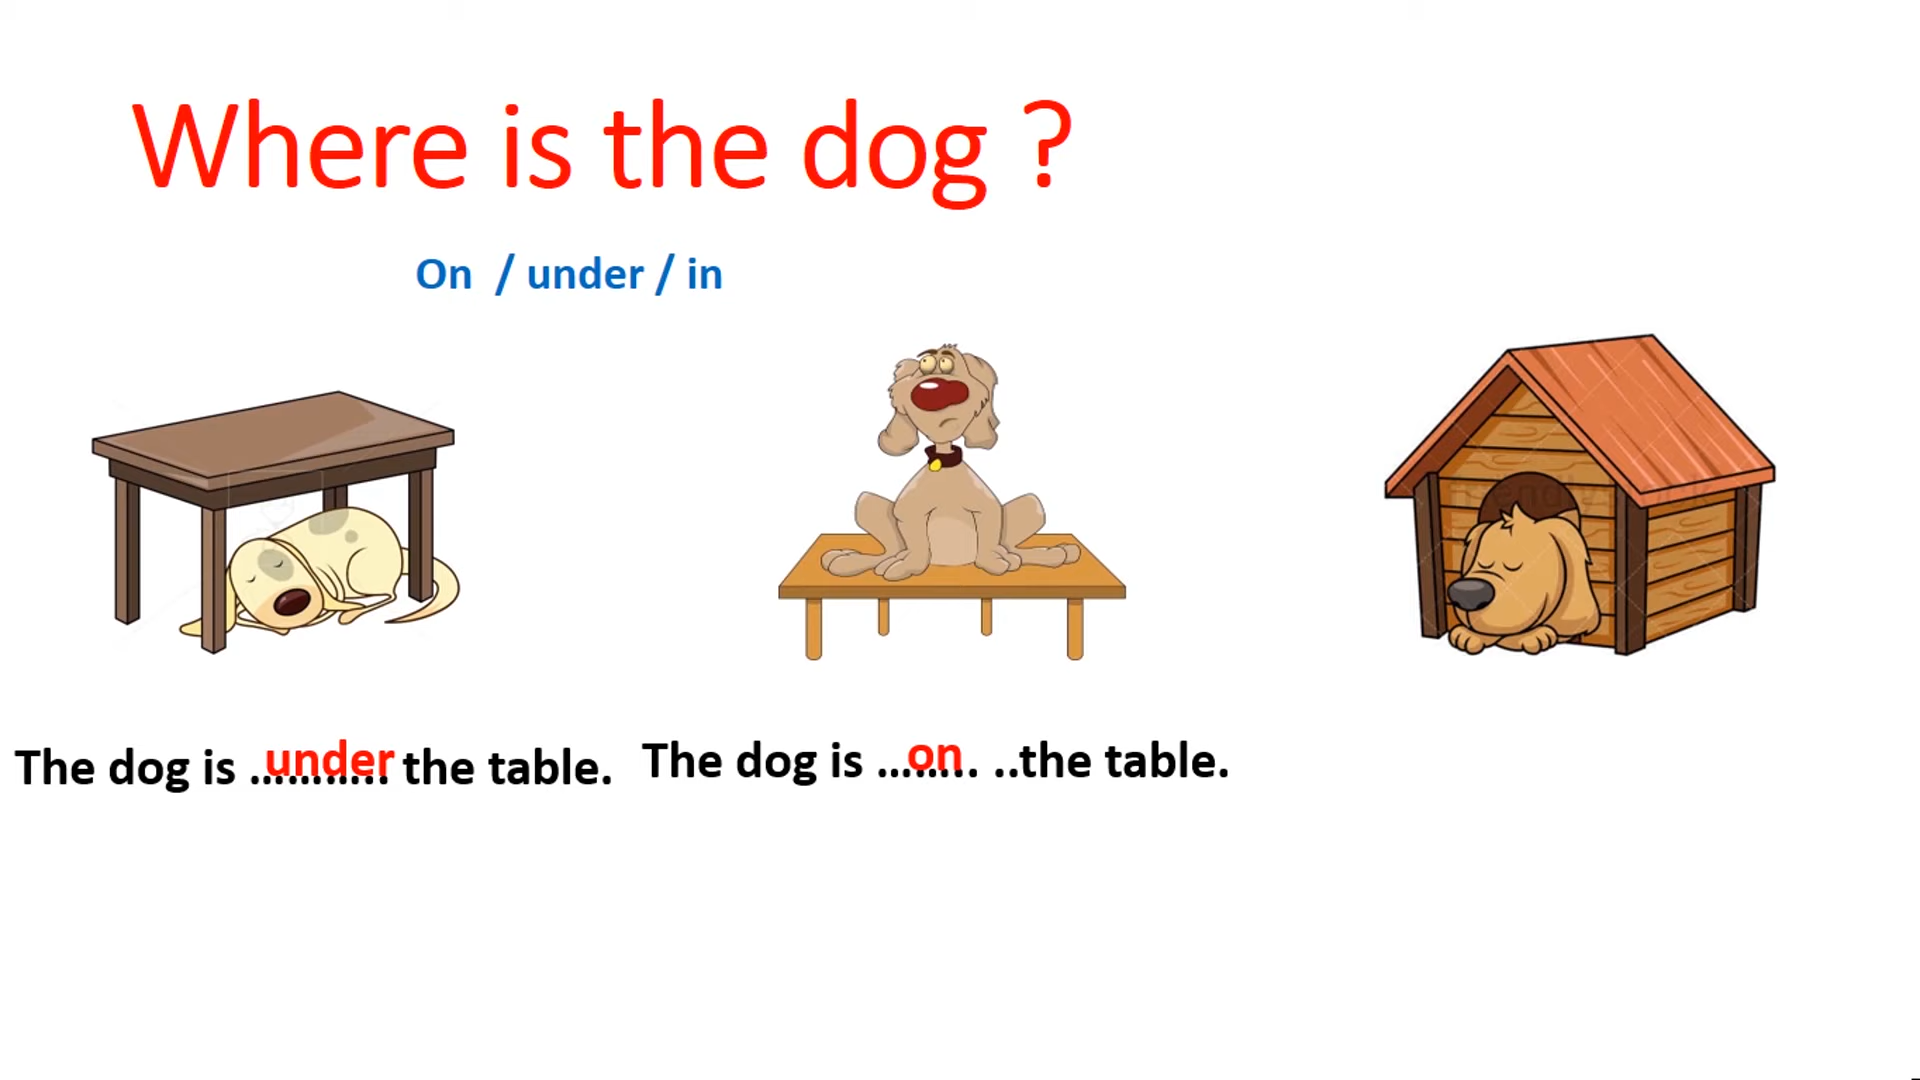 Where is the dog ?
On / under / in
The dog is ...under... the table.
The dog is ...on... ..the table.